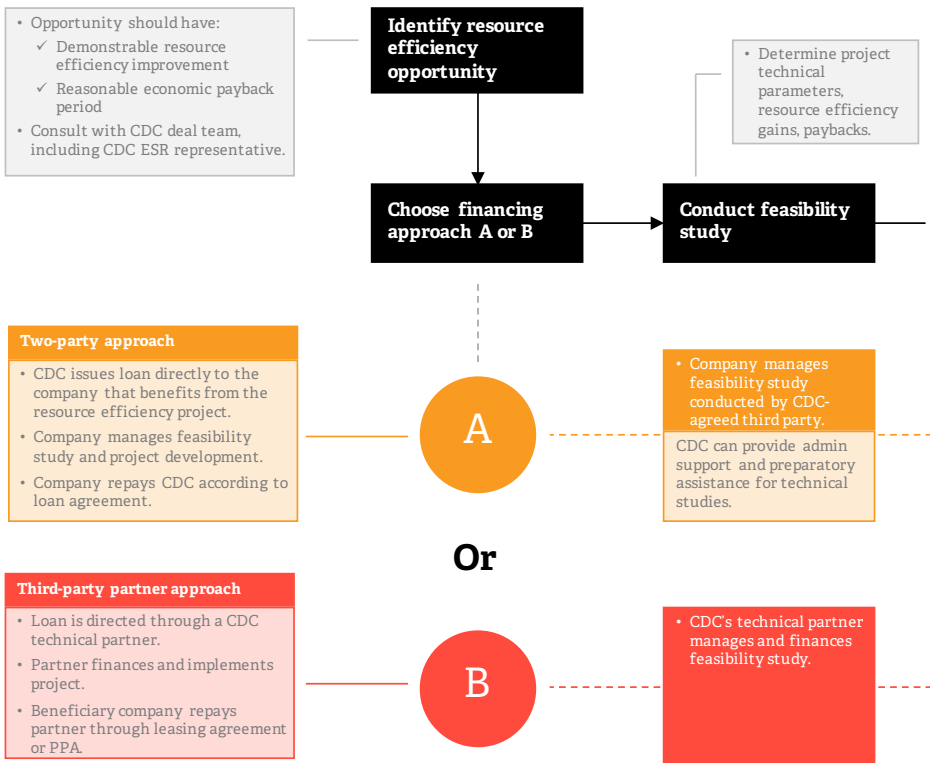 • Opportunity should have:
✓ Demonstrable resource
efficiency improvement
✓ Reasonable economic payback
period
• Consult with CDC deal team,
including CDC ESR representative.
Identify resource
efficiency
opportunity
• Determine project
technical
parameters,
resource efficiency
gains, paybacks.
Choose financing
approach A or B
Conduct feasibility
study
Two-party approach
• CDC issues loan directly to the
company that benefits from the
resource efficiency project.
• Company manages feasibility
study and project development.
• Company repays CDC according to
loan agreement.
A
• Company manages
feasibility study
conducted by CDC-
agreed third party.
CDC can provide admin
support and preparatory
assistance for technical
studies.
Or
Third-party partner approach
• Loan is directed through a CDC
technical partner.
• Partner finances and implements
project.
• Beneficiary company repays
partner through leasing agreement
or PPA.
B
• CDC's technical partner
manages and finances
feasibility study.